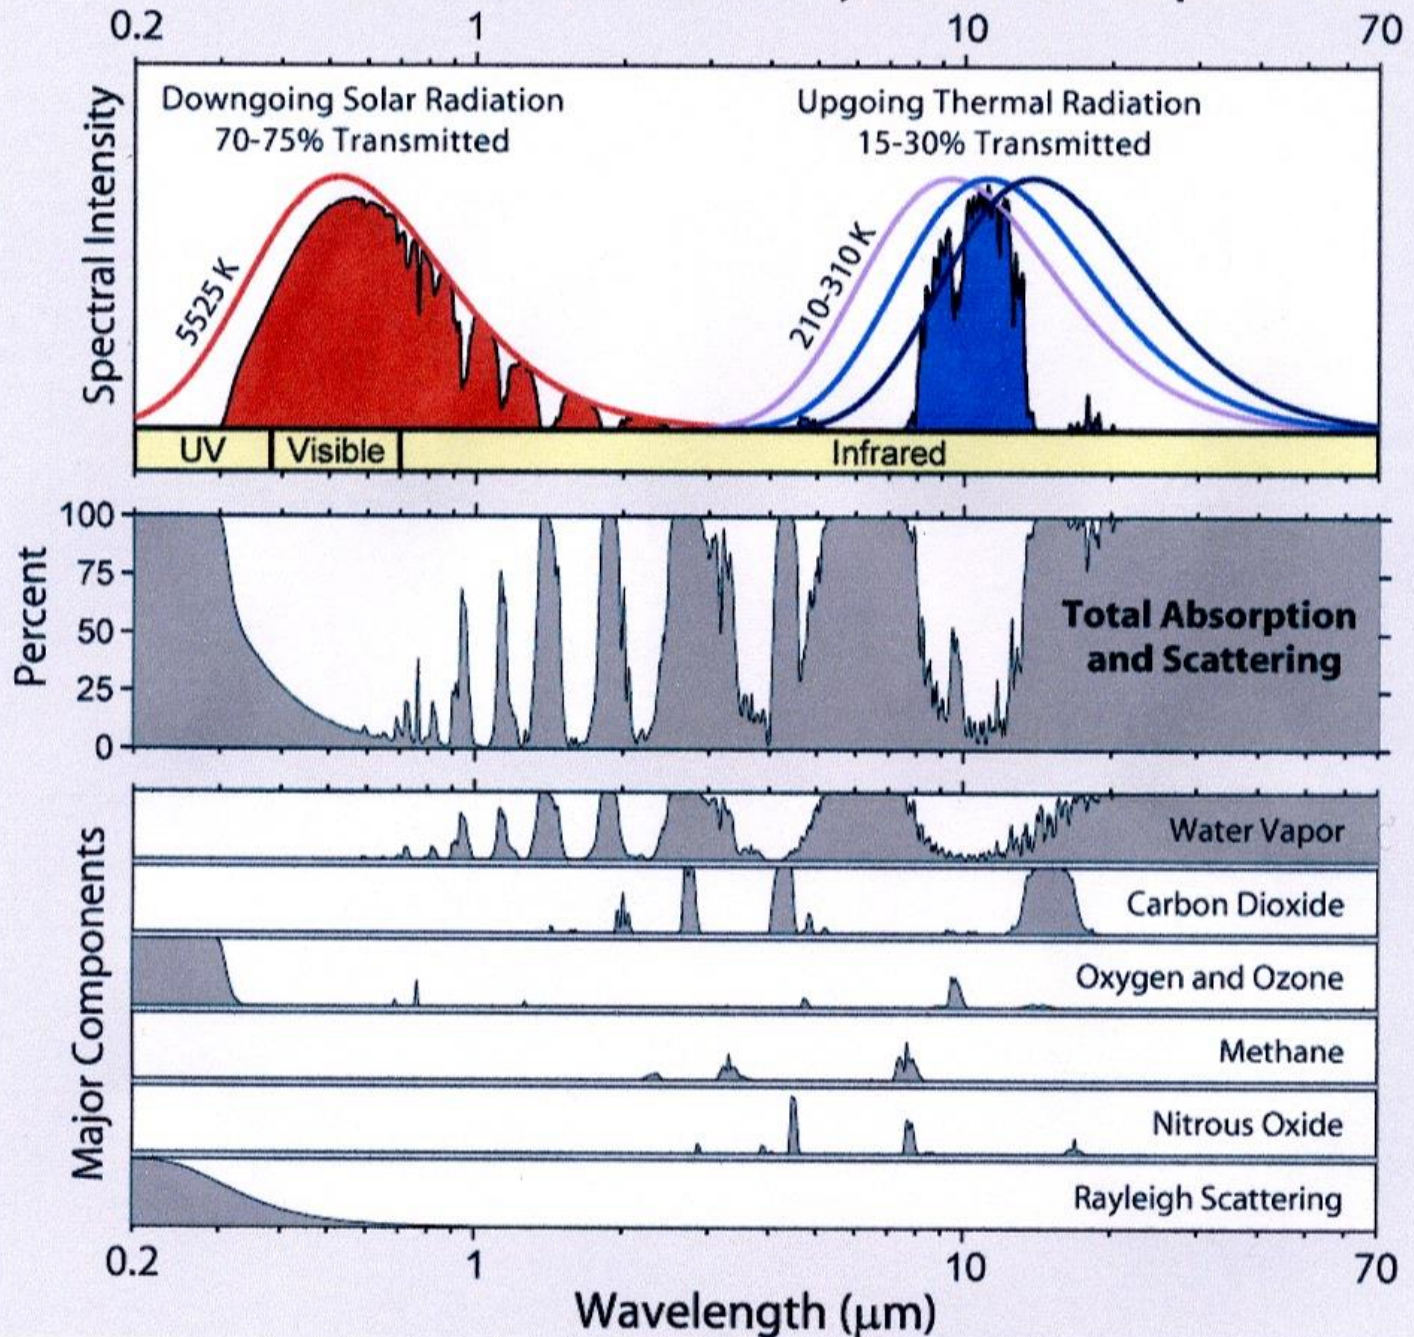 0.2 1 10 70
Spectral Intensity
Downgoing Solar Radiation
70-75% Transmitted
Upgoing Thermal Radiation
15-30% Transmitted
5525 K
210-310 K
UV Visible Infrared
Percent
100
75
50
25
0
Total Absorption
and Scattering
Major Components
Water Vapor
Carbon Dioxide
Oxygen and Ozone
Methane
Nitrous Oxide
Rayleigh Scattering
0.2 1 10 70
Wavelength (μm)